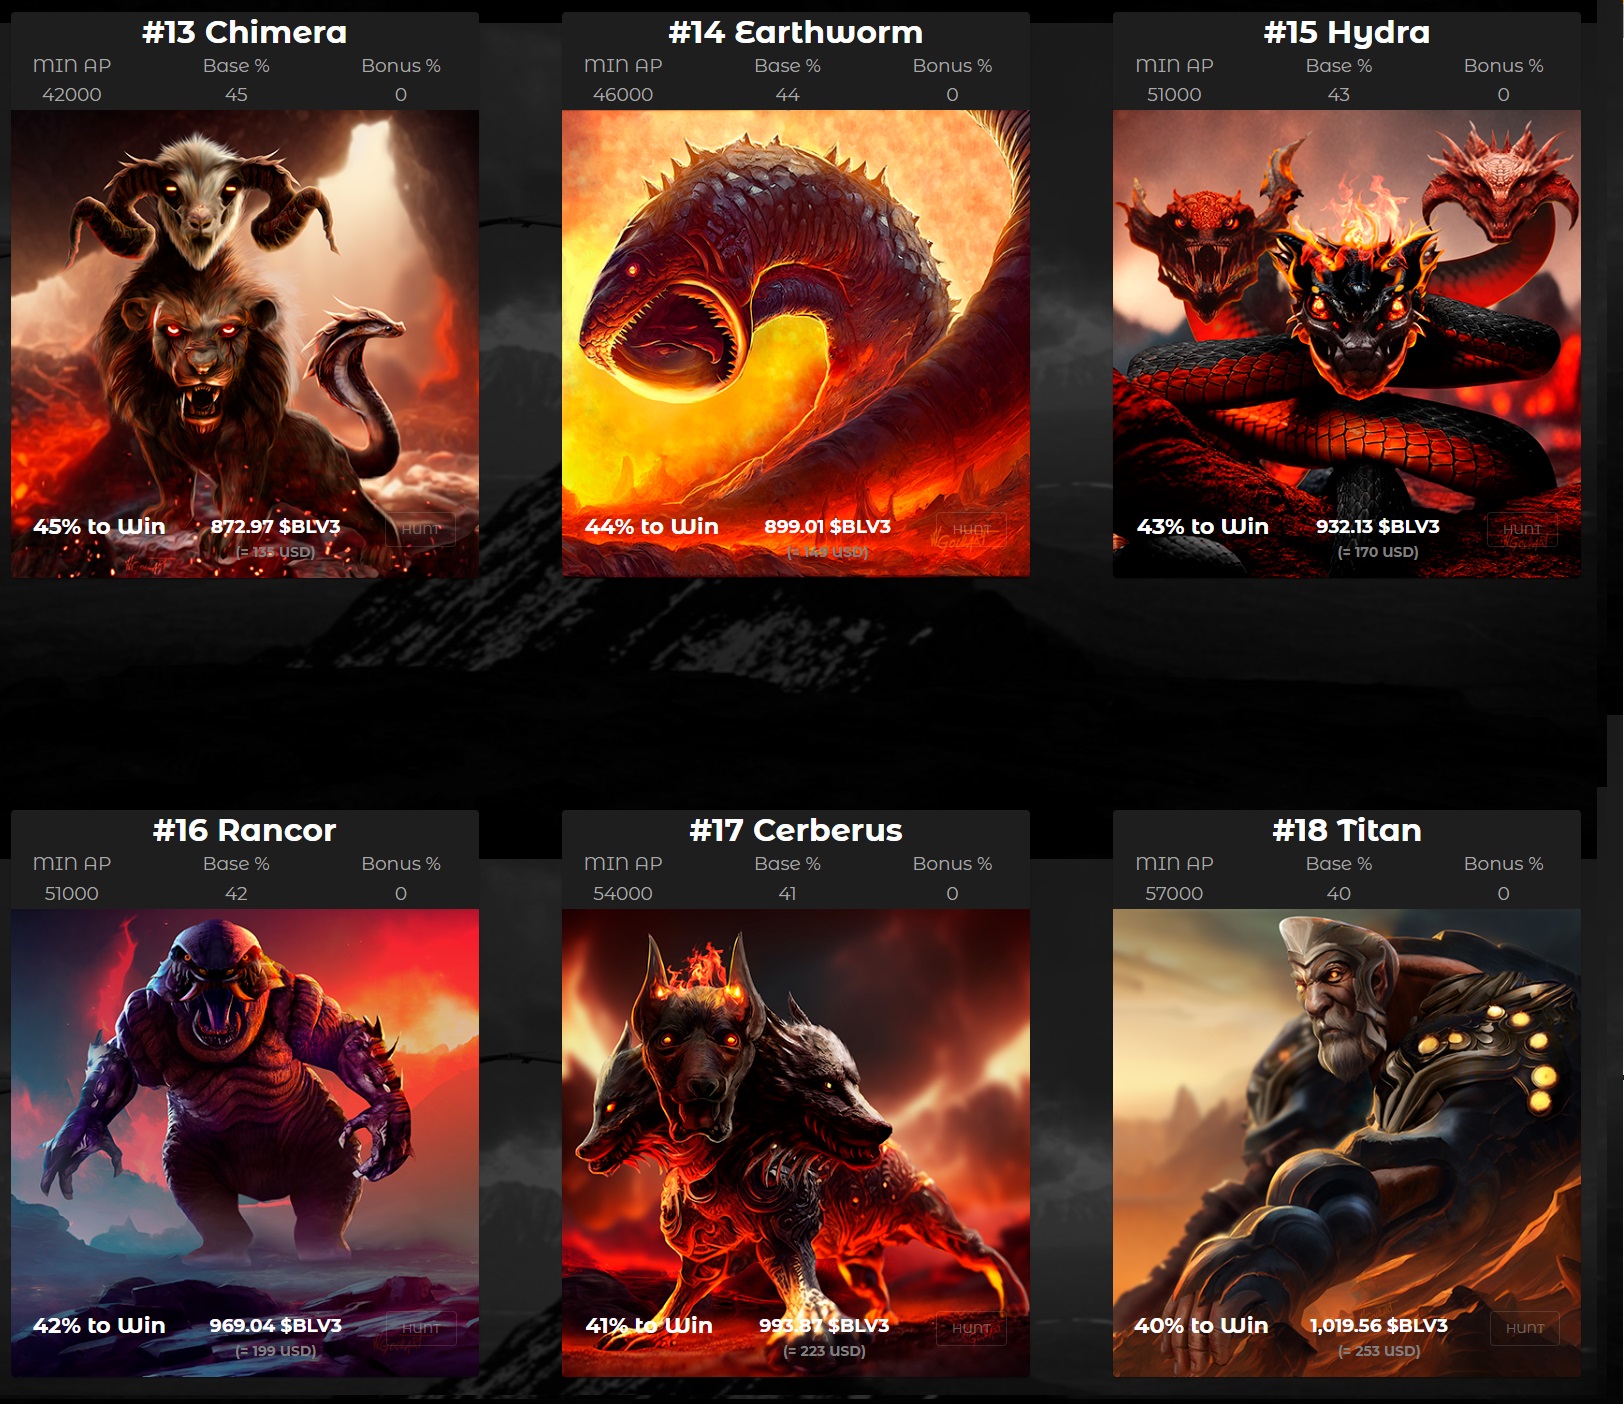 #13 Chimera
MIN AP Base % Bonus %
42000 45 0
45% to Win 872.97 $BLV3 HUNT
(= 135 USD)
#14 Earthworm
MIN AP Base % Bonus %
46000 44 0
44% to Win 899.01 $BLV3 HUNT
(= 149 USD)
#15 Hydra
MIN AP Base % Bonus %
51000 43 0
43% to Win 932.13 $BLV3 HUNT
(= 170 USD)
#16 Rancor
MIN AP Base % Bonus %
51000 42 0
42% to Win 969.04 $BLV3 HUNT
(= 199 USD)
#17 Cerberus
MIN AP Base % Bonus %
54000 41 0
41% to Win 993.87 $BLV3 HUNT
(= 223 USD)
#18 Titan
MIN AP Base % Bonus %
57000 40 0
40% to Win 1,019.56 $BLV3 HUNT
(= 253 USD)